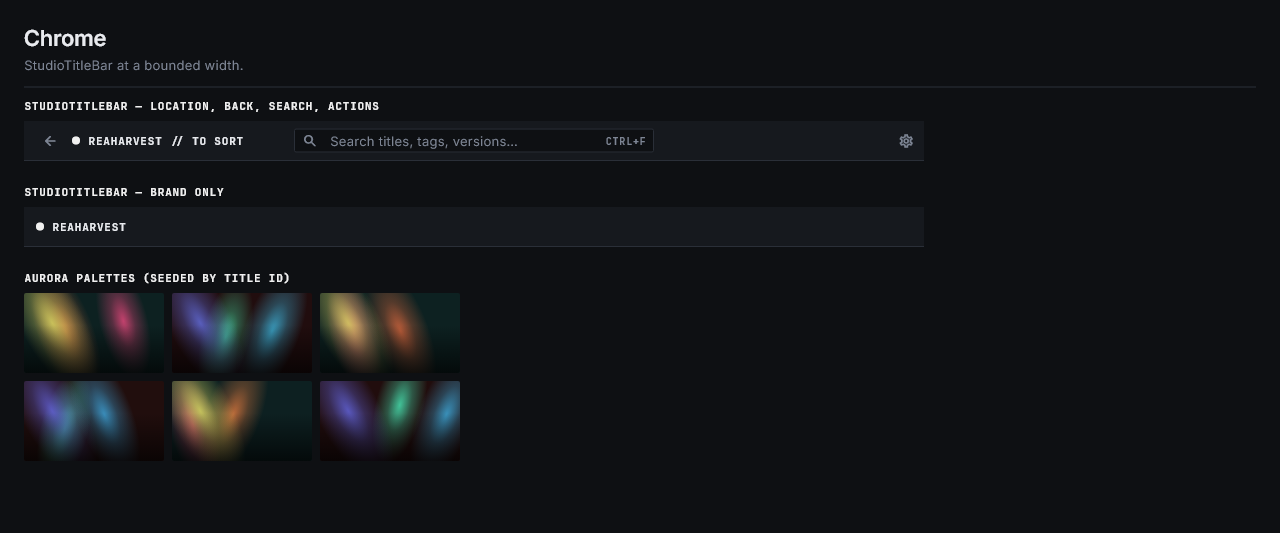 Chrome
StudioTitleBar at a bounded width.
STUDIOTITLEBAR — LOCATION, BACK, SEARCH, ACTIONS
REAHARVEST // TO SORT
Search titles, tags, versions...
CTRL+F
STUDIOTITLEBAR — BRAND ONLY
REAHARVEST
AURORA PALETTES (SEEDED BY TITLE ID)